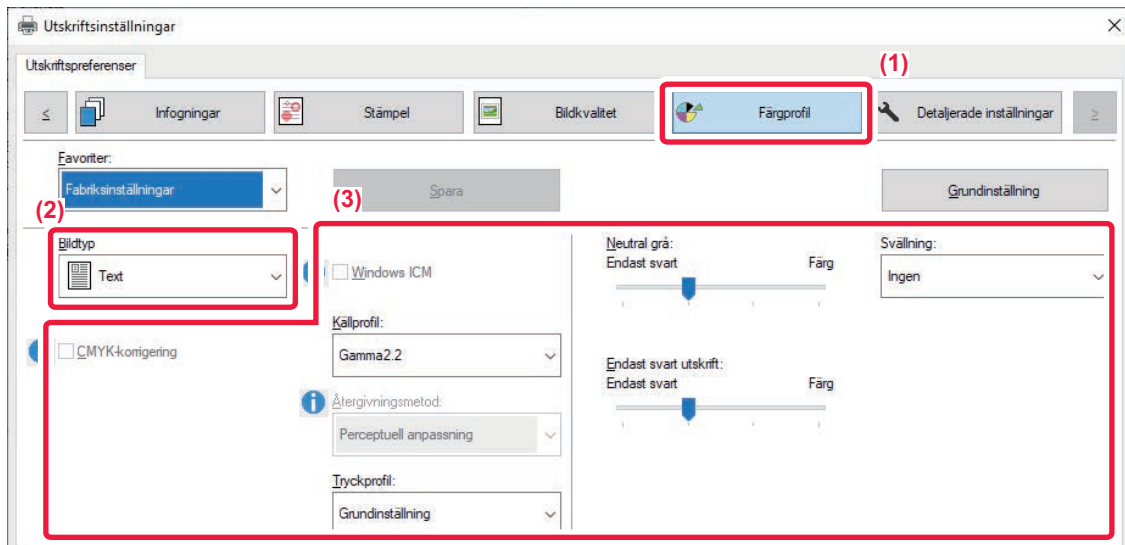 Utskriftsinställningar
Utskriftspreferenser
(1)
< Infogningar Stämpel Bildkvalitet Färgprofil Detaljerade inställningar >
Favoriter:
Fabriksinställningar Spara Grundinställning
(2) (3)
Bildtyp
Text
Windows ICM
CMYK-korrigering
Källprofil:
Gamma2.2
Återgivningsmetod:
Perceptuell anpassning
Tryckprofil:
Grundinställning
Neutral grå:
Endast svart Färg
Endast svart utskrift:
Endast svart Färg
Svällning:
Ingen